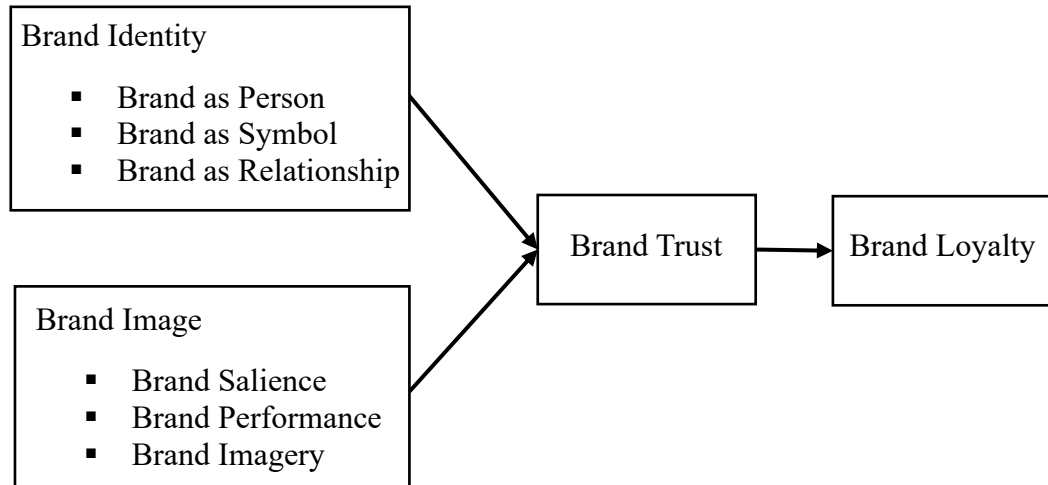 Brand Identity
▪ Brand as Person
▪ Brand as Symbol
▪ Brand as Relationship
Brand Trust
Brand Loyalty
Brand Image
▪ Brand Salience
▪ Brand Performance
▪ Brand Imagery